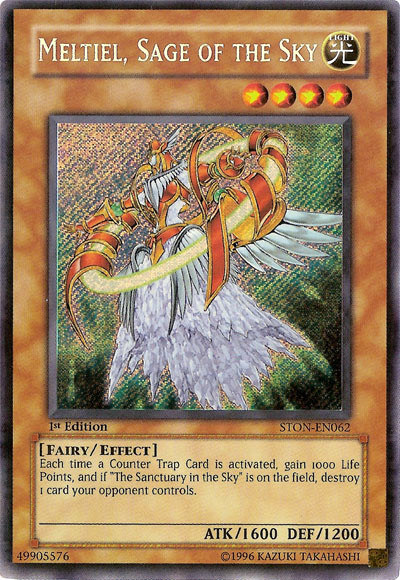 MELTIEL, SAGE OF THE SKY
LIGHT
光
1st Edition STON-EN062
[FAIRY/EFFECT]
Each time a Counter Trap Card is activated, gain 1000 Life
Points, and if "The Sanctuary in the Sky" is on the field, destroy
1 card your opponent controls.
ATK/1600 DEF/1200
49905576 ©1996 KAZUKI TAKAHASHI